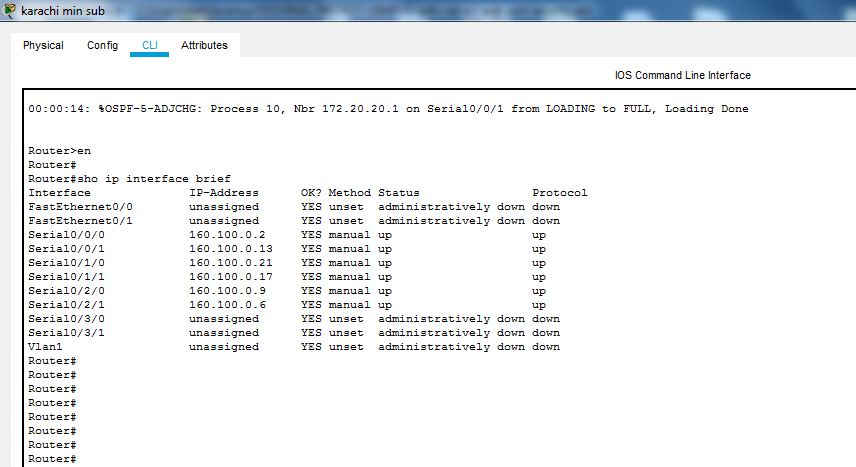 karachi min sub
Physical Config CLI Attributes
IOS Command Line Interface
00:00:14: %OSPF-5-ADJCHG: Process 10, Nbr 172.20.20.1 on Serial0/0/1 from LOADING to FULL, Loading Done
Router>en
Router#
Router#sho ip interface brief
Interface IP-Address OK? Method Status Protocol
FastEthernet0/0 unassigned YES unset administratively down down
FastEthernet0/1 unassigned YES unset administratively down down
Serial0/0/0 160.100.0.2 YES manual up up
Serial0/0/1 160.100.0.13 YES manual up up
Serial0/1/0 160.100.0.21 YES manual up up
Serial0/1/1 160.100.0.17 YES manual up up
Serial0/2/0 160.100.0.9 YES manual up up
Serial0/2/1 160.100.0.6 YES manual up up
Serial0/3/0 unassigned YES unset administratively down down
Serial0/3/1 unassigned YES unset administratively down down
Vlan1 unassigned YES unset administratively down down
Router#
Router#
Router#
Router#
Router#
Router#
Router#
Router#